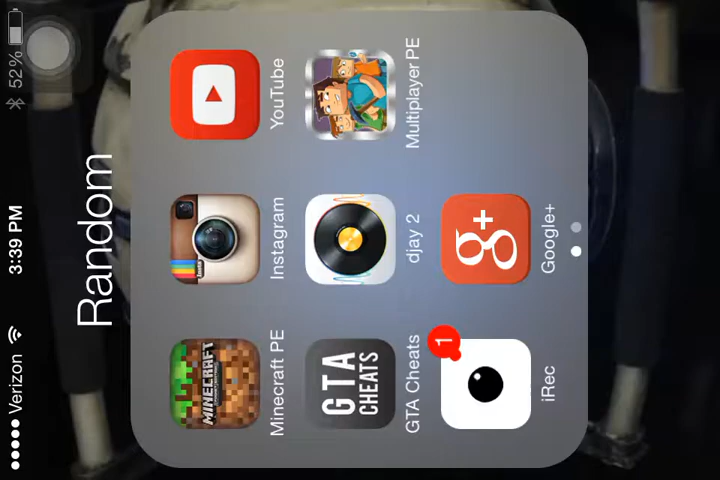 Verizon 3:39 PM 52%
Random
MINECRAFT
Minecraft PE Instagram YouTube
GTA
CHEATS
GTA Cheats djay 2 Multiplayer PE
1
g+
iRec Google+